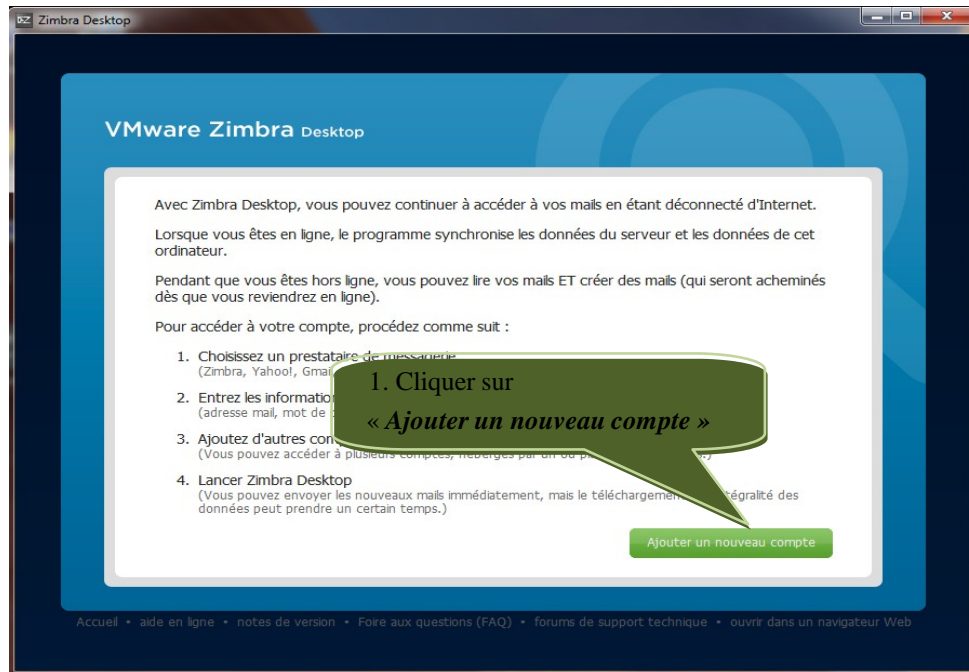 Zimbra Desktop
VMware Zimbra Desktop
Avec Zimbra Desktop, vous pouvez continuer à accéder à vos mails en étant déconnecté d'Internet.
Lorsque vous êtes en ligne, le programme synchronise les données du serveur et les données de cet
ordinateur.
Pendant que vous êtes hors ligne, vous pouvez lire vos mails ET créer des mails (qui seront acheminés
dès que vous reviendrez en ligne).
Pour accéder à votre compte, procédez comme suit :
1. Choisissez un prestataire de messagerie
(Zimbra, Yahoo!, Gmail
2. Entrez les informatio
(adresse mail, mot de
3. Ajoutez d'autres com
(Vous pouvez accéder à plusieurs comptes, hébergés par un ou
4. Lancer Zimbra Desktop
(Vous pouvez envoyer les nouveaux mails immédiatement, mais le téléchargement tégralité des
données peut prendre un certain temps.)
1. Cliquer sur
« Ajouter un nouveau compte »
Ajouter un nouveau compte
Accueil • aide en ligne • notes de version • Foire aux questions (FAQ) • forums de support technique • ouvrir dans un navigateur Web